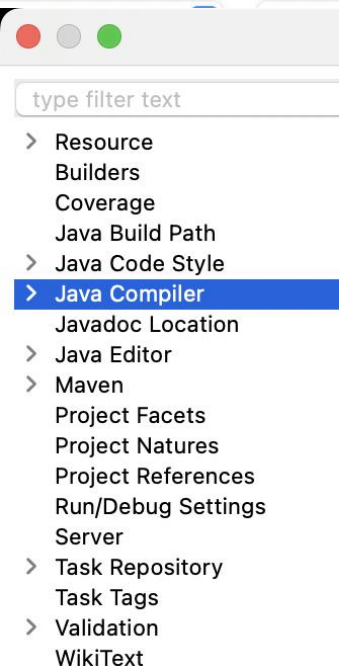 type filter text
Resource
Builders
Coverage
Java Build Path
Java Code Style
Java Compiler
Javadoc Location
Java Editor
Maven
Project Facets
Project Natures
Project References
Run/Debug Settings
Server
Task Repository
Task Tags
Validation
WikiText